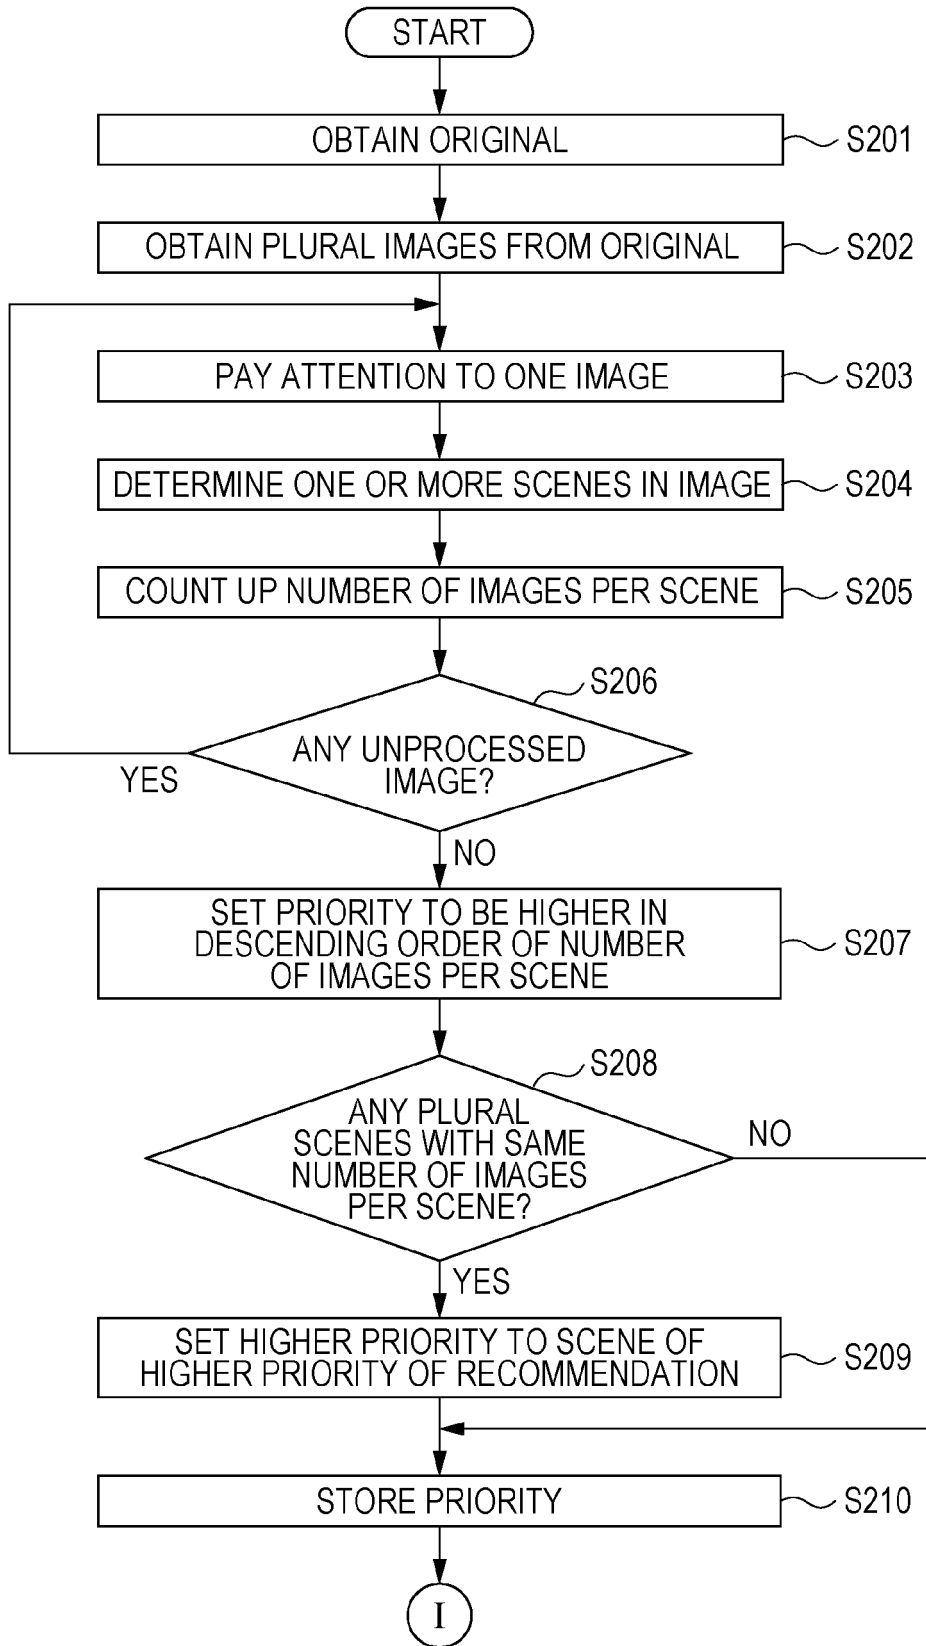 START
OBTAIN ORIGINAL
S201
OBTAIN PLURAL IMAGES FROM ORIGINAL
S202
PAY ATTENTION TO ONE IMAGE
S203
DETERMINE ONE OR MORE SCENES IN IMAGE
S204
COUNT UP NUMBER OF IMAGES PER SCENE
S205
S206
ANY UNPROCESSED
IMAGE?
YES
NO
SET PRIORITY TO BE HIGHER IN
DESCENDING ORDER OF NUMBER
OF IMAGES PER SCENE
S207
S208
ANY PLURAL
SCENES WITH SAME
NUMBER OF IMAGES
PER SCENE?
NO
YES
SET HIGHER PRIORITY TO SCENE OF
HIGHER PRIORITY OF RECOMMENDATION
S209
STORE PRIORITY
S210
I